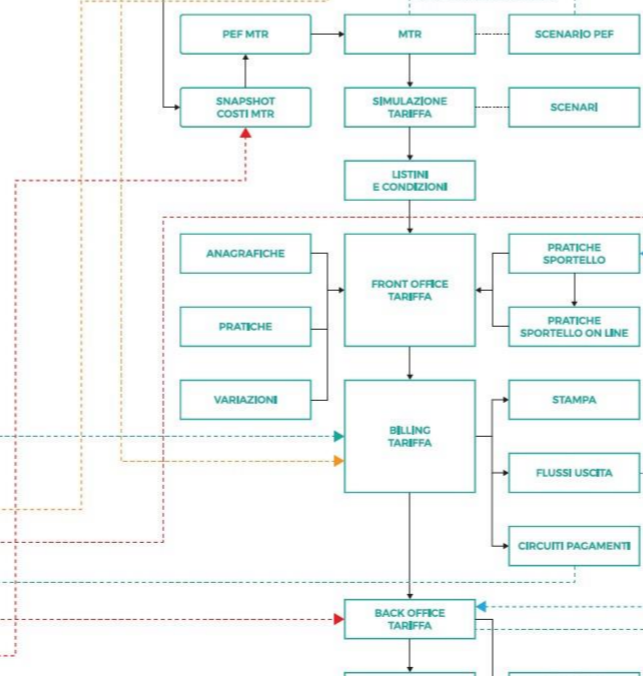 PEF MTR
MTR
SCENARIO PEF
SNAPSHOT
COSTI MTR
SIMULAZIONE
TARIFFA
SCENARI
LISTINI
E CONDIZIONI
ANAGRAFICHE
FRONT OFFICE
TARIFFA
PRATICHE
SPORTELLO
PRATICHE
PRATICHE
SPORTELLO ON LINE
VARIAZIONI
BILLING
TARIFFA
STAMPA
FLUSSI USCITA
CIRCUITI PAGAMENTI
BACK OFFICE
TARIFFA